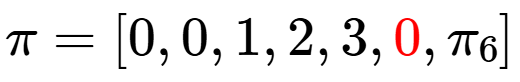 π = [0, 0, 1, 2, 3, 0, π₆]